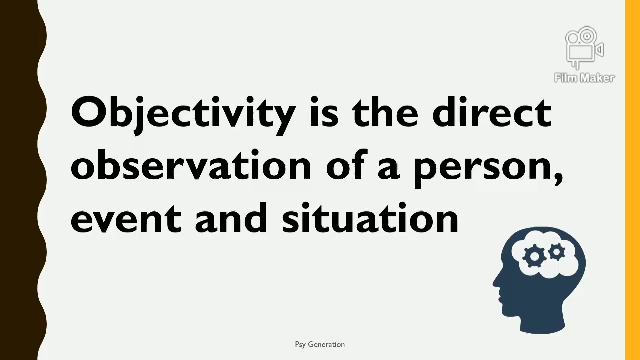 Film Maker
Objectivity is the direct
observation of a person,
event and situation
Psy Generation